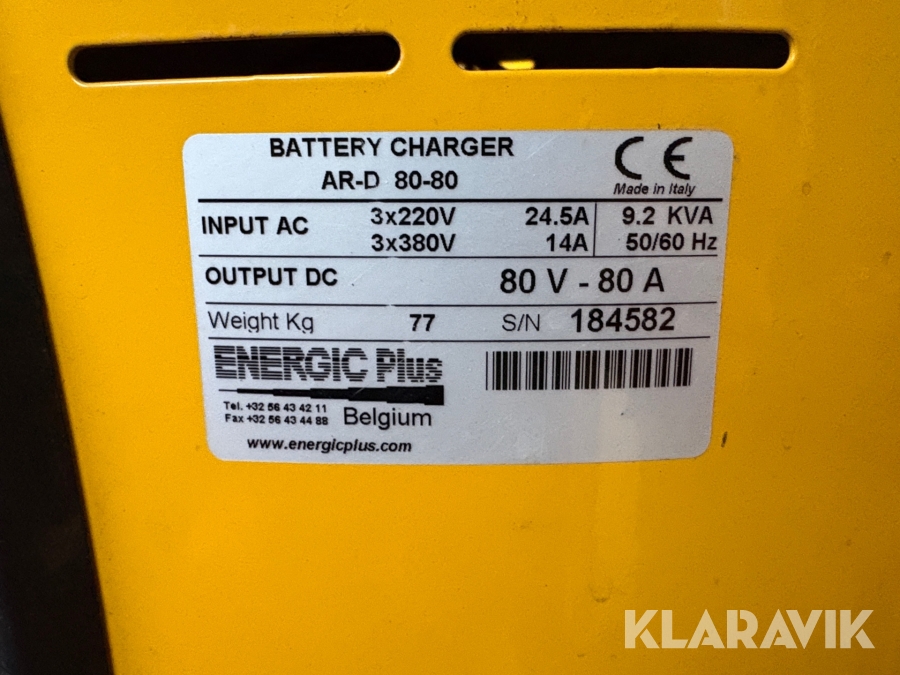 BATTERY CHARGER
AR-D 80-80
CE
Made in Italy
INPUT AC 3x220V 24.5A 9.2 KVA
3x380V 14A 50/60 Hz
OUTPUT DC 80 V - 80 A
Weight Kg 77 S/N 184582
ENERGIC Plus
Tel. +32 56 43 42 11
Fax +32 56 43 44 88 Belgium
www.energicplus.com
KLARAVIK